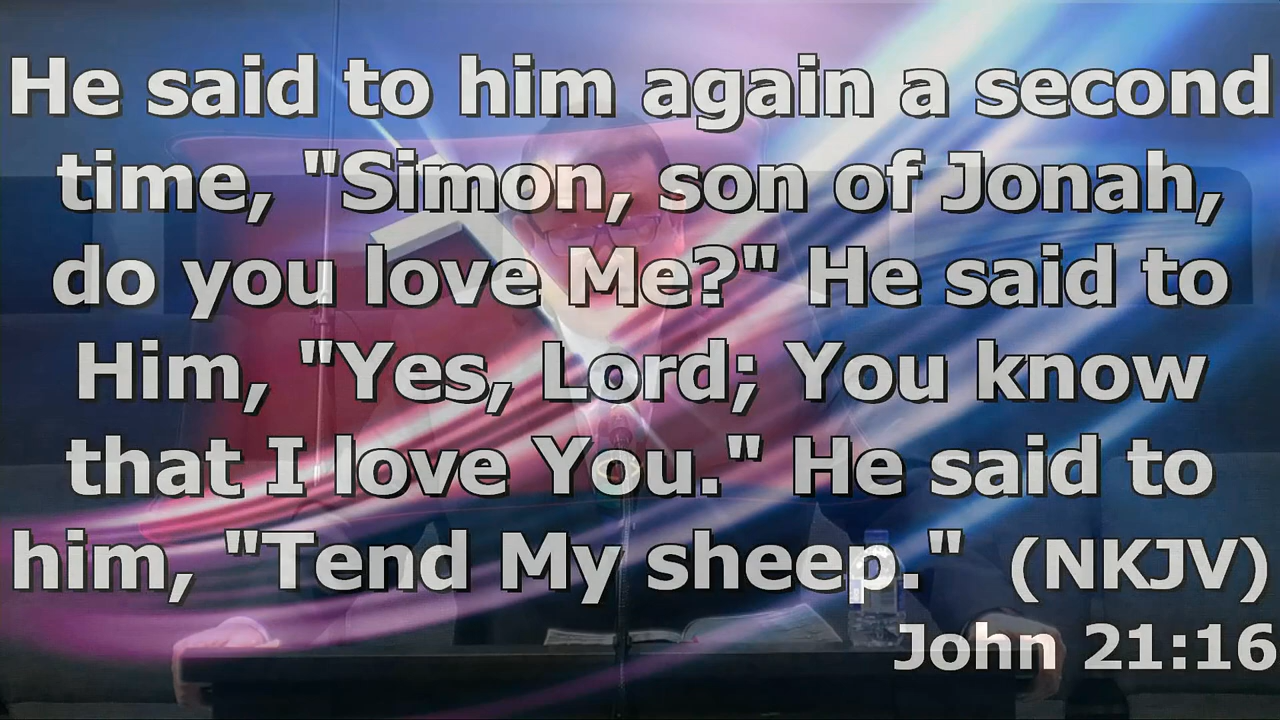 He said to him again a second
time, "Simon, son of Jonah,
do you love Me?" He said to
Him, "Yes, Lord; You know
that I love You." He said to
him, "Tend My sheep." (NKJV)
John 21:16